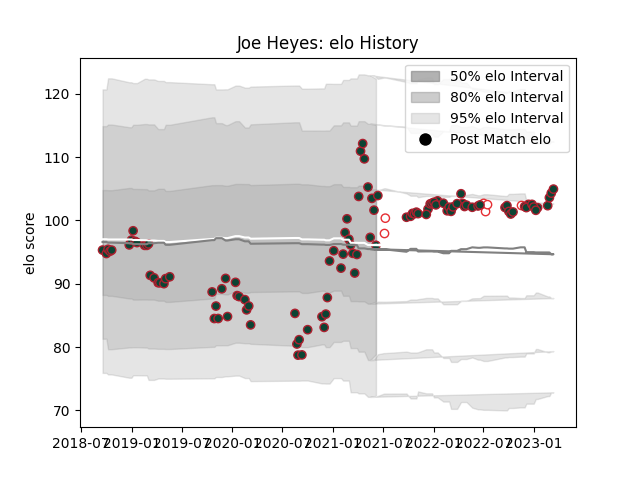 Joe Heyes: elo History
50% elo Interval
80% elo Interval
95% elo Interval
Post Match elo
elo score
120
110
100
90
80
70
2018-07 2019-01 2019-07 2020-01 2020-07 2021-01 2021-07 2022-01 2022-07 2023-01